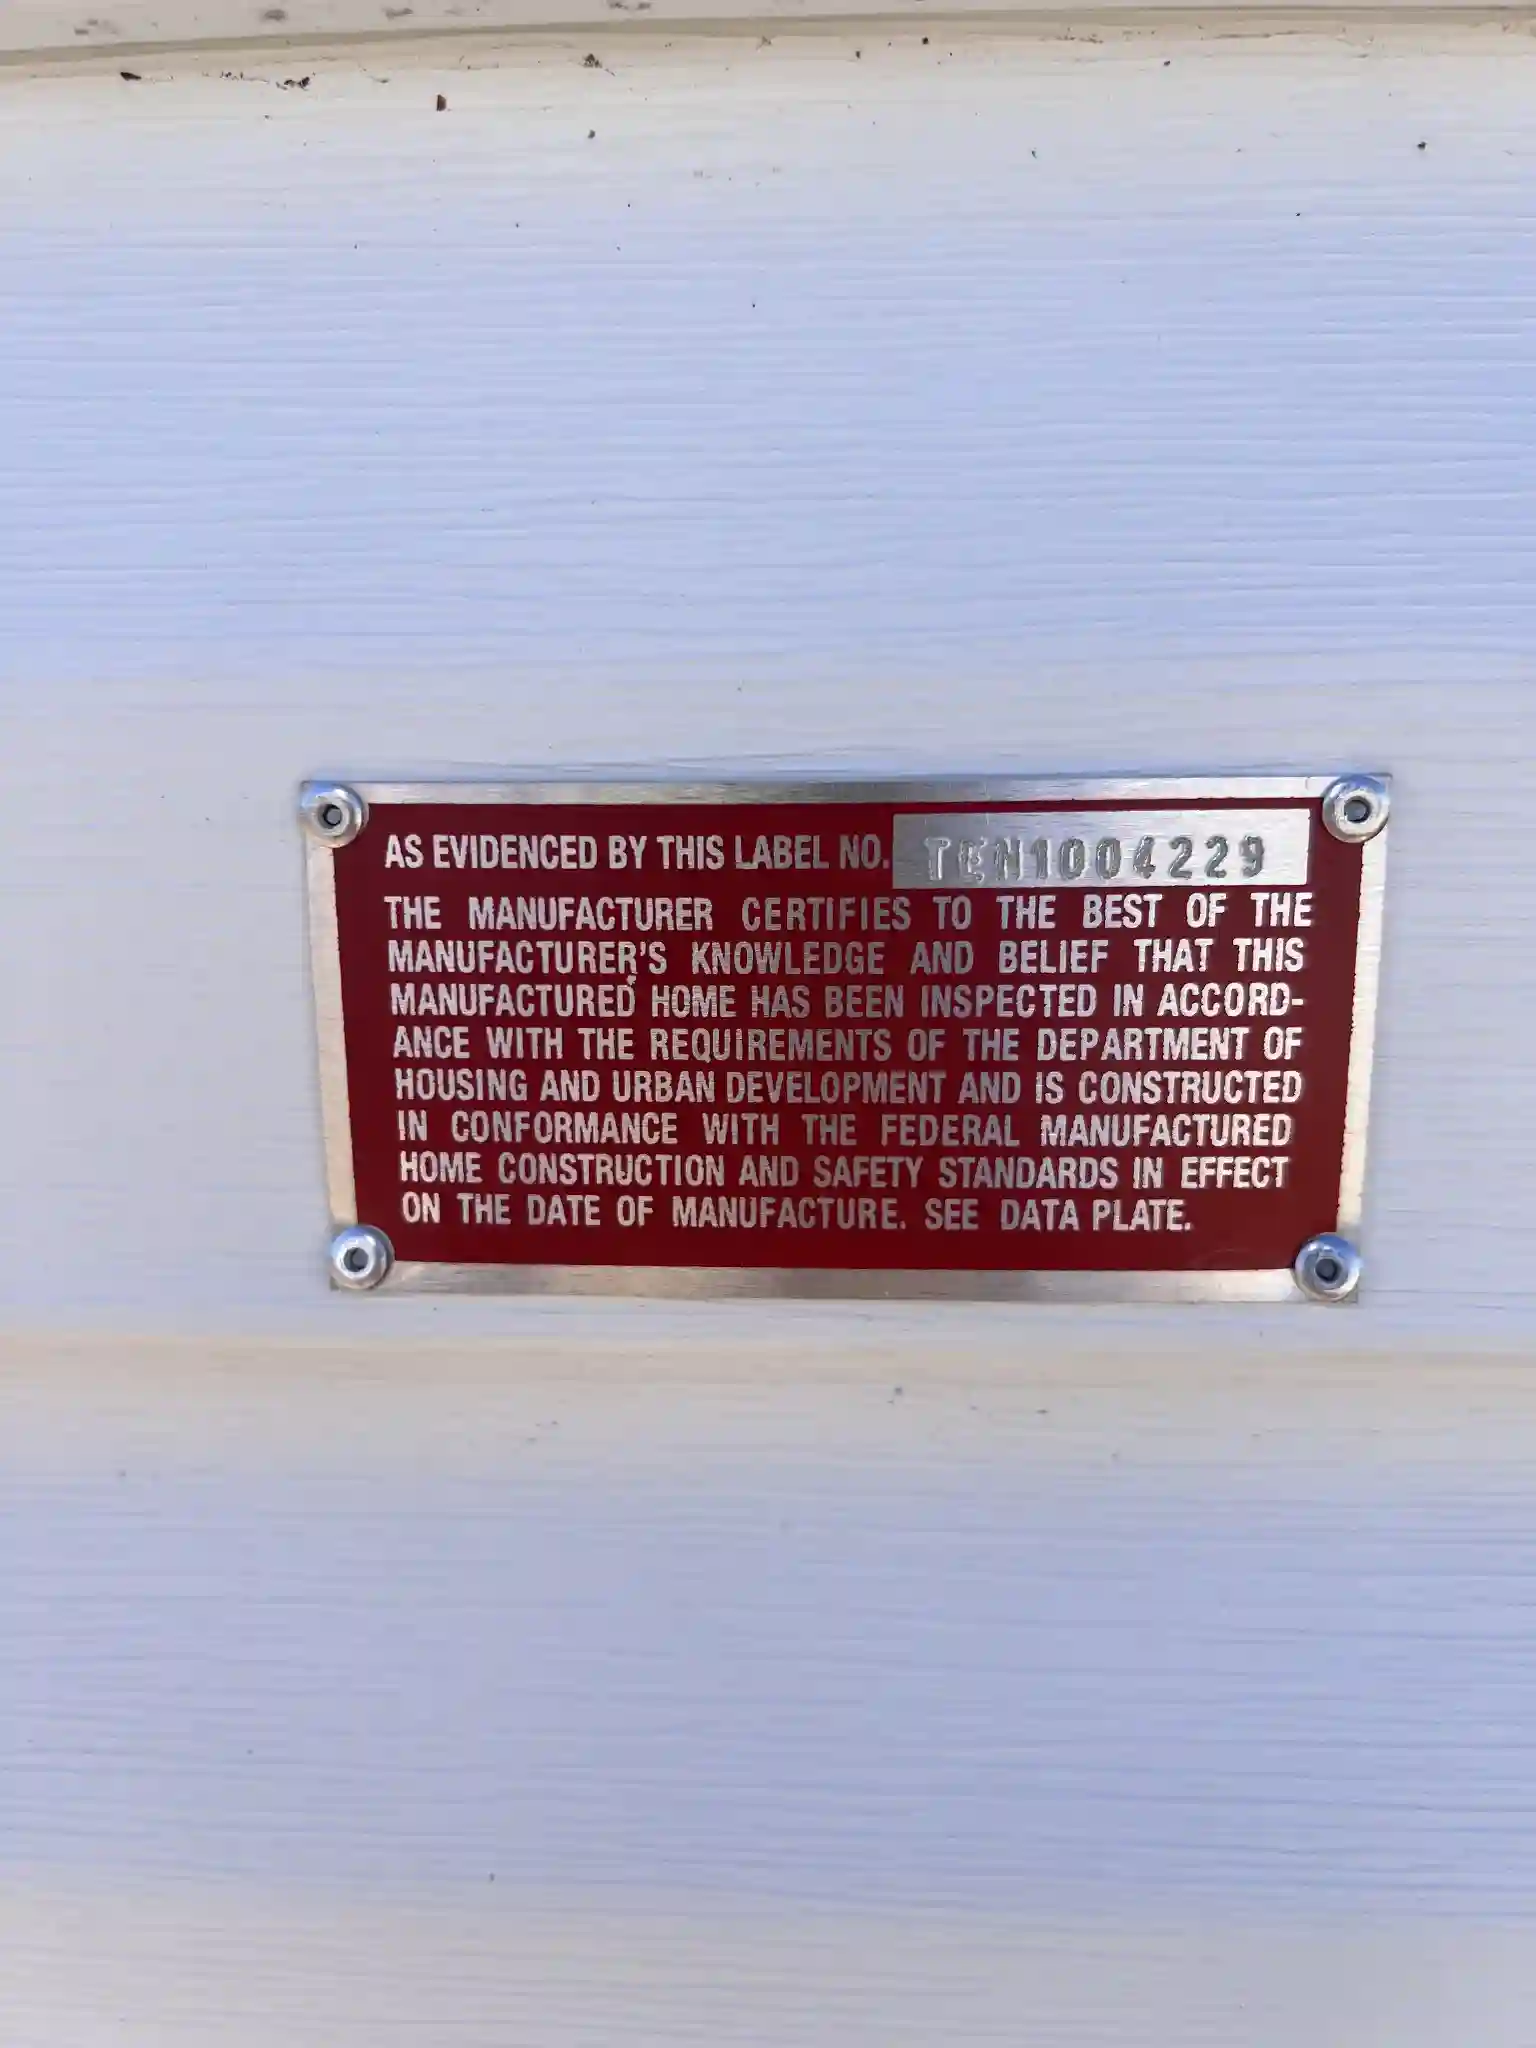 AS EVIDENCED BY THIS LABEL NO. TEN1004229
THE MANUFACTURER CERTIFIES TO THE BEST OF THE
MANUFACTURER'S KNOWLEDGE AND BELIEF THAT THIS
MANUFACTURED HOME HAS BEEN INSPECTED IN ACCORD-
ANCE WITH THE REQUIREMENTS OF THE DEPARTMENT OF
HOUSING AND URBAN DEVELOPMENT AND IS CONSTRUCTED
IN CONFORMANCE WITH THE FEDERAL MANUFACTURED
HOME CONSTRUCTION AND SAFETY STANDARDS IN EFFECT
ON THE DATE OF MANUFACTURE. SEE DATA PLATE.